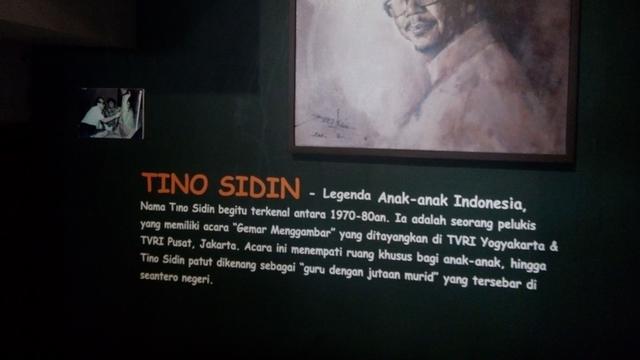 TINO SIDIN - Legenda Anak-anak Indonesia,
Nama Tino Sidin begitu terkenal antara 1970-80an. Ia adalah seorang pelukis
yang memiliki acara "Gemar Menggambar" yang ditayangkan di TVRI Yogyakarta &
TVRI Pusat, Jakarta. Acara ini menempati ruang khusus bagi anak-anak, hingga
Tino Sidin patut dikenang sebagai "guru dengan jutaan murid" yang tersebar di
seantero negeri.